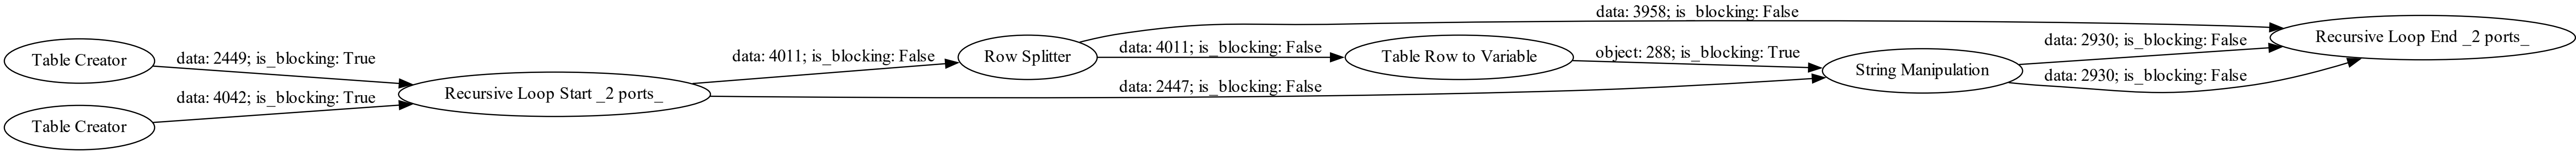 Table Creator
data: 2449; is_blocking: True
Table Creator
data: 4042; is_blocking: True
Recursive Loop Start _2 ports_
data: 4011; is_blocking: False
Row Splitter
data: 3958; is_blocking: False
data: 4011; is_blocking: False
data: 2447; is_blocking: False
Table Row to Variable
object: 288; is_blocking: True
String Manipulation
data: 2930; is_blocking: False
data: 2930; is_blocking: False
Recursive Loop End _2 ports_